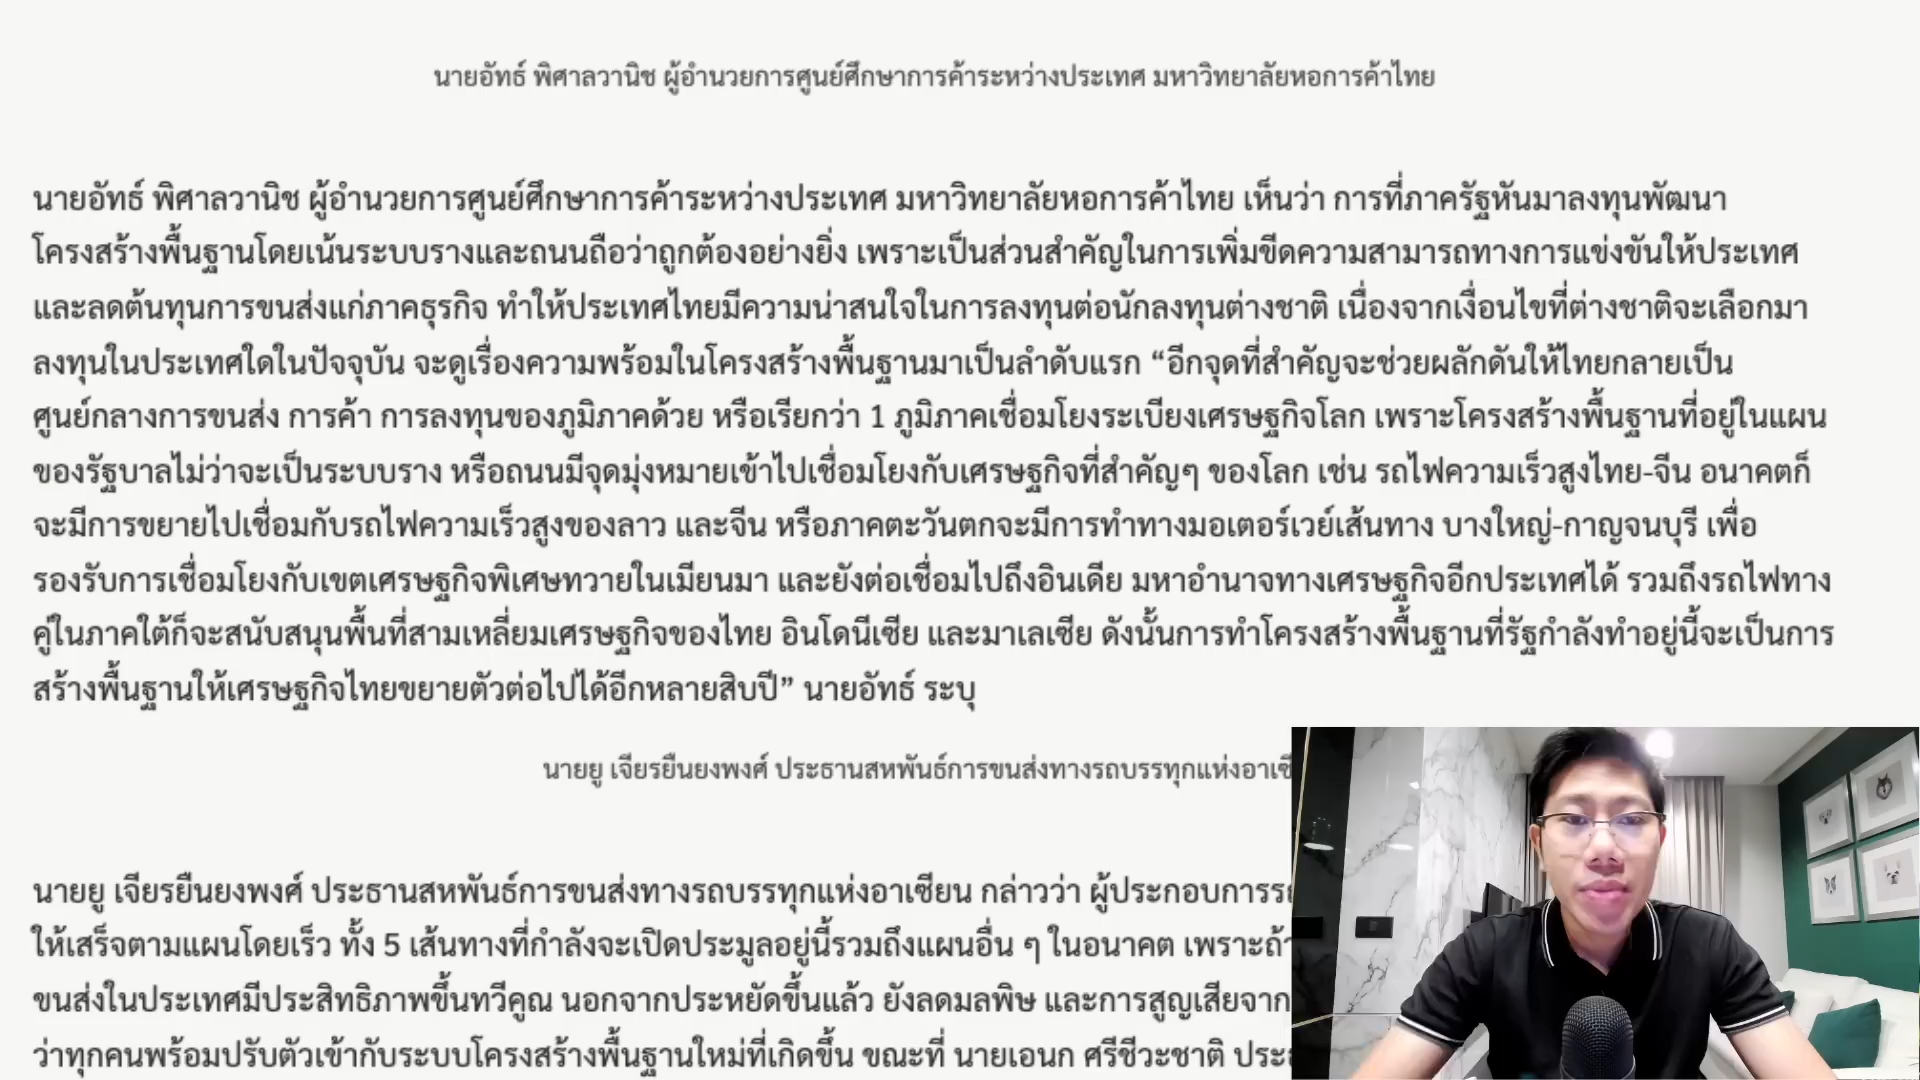 นายอัทธ์ พิศาลวานิช ผู้อำนวยการศูนย์ศึกษาการค้าระหว่างประเทศ มหาวิทยาลัยหอการค้าไทย
นายอัทธ์ พิศาลวานิช ผู้อำนวยการศูนย์ศึกษาการค้าระหว่างประเทศ มหาวิทยาลัยหอการค้าไทย เห็นว่า การที่ภาครัฐหันมาลงทุนพัฒนา
โครงสร้างพื้นฐานโดยเน้นระบบรางและถนนถือว่าถูกต้องอย่างยิ่ง เพราะเป็นส่วนสำคัญในการเพิ่มขีดความสามารถทางการแข่งขันให้ประเทศ
และลดต้นทุนการขนส่งแก่ภาคธุรกิจ ทำให้ประเทศไทยมีความน่าสนใจในการลงทุนต่อนักลงทุนต่างชาติ เนื่องจากเงื่อนไขที่ต่างชาติจะเลือกมา
ลงทุนในประเทศใดในปัจจุบัน จะดูเรื่องความพร้อมในโครงสร้างพื้นฐานมาเป็นลำดับแรก “อีกจุดที่สำคัญจะช่วยผลักดันให้ไทยกลายเป็น
ศูนย์กลางการขนส่ง การค้า การลงทุนของภูมิภาคด้วย หรือเรียกว่า 1 ภูมิภาคเชื่อมโยงระเบียงเศรษฐกิจโลก เพราะโครงสร้างพื้นฐานที่อยู่ในแผน
ของรัฐบาลไม่ว่าจะเป็นระบบราง หรือถนนมีจุดมุ่งหมายเข้าไปเชื่อมโยงกับเศรษฐกิจที่สำคัญๆ ของโลก เช่น รถไฟความเร็วสูงไทย-จีน อนาคตก็
จะมีการขยายไปเชื่อมกับรถไฟความเร็วสูงของลาว และจีน หรือภาคตะวันตกจะมีการทำทางมอเตอร์เวย์เส้นทาง บางใหญ่-กาญจนบุรี เพื่อ
รองรับการเชื่อมโยงกับเขตเศรษฐกิจพิเศษทวายในเมียนมา และยังต่อเชื่อมไปถึงอินเดีย มหาอำนาจทางเศรษฐกิจอีกประเทศได้ รวมถึงรถไฟทาง
คู่ในภาคใต้ก็จะสนับสนุนพื้นที่สามเหลี่ยมเศรษฐกิจของไทย อินโดนีเซีย และมาเลเซีย ดังนั้นการทำโครงสร้างพื้นฐานที่รัฐกำลังทำอยู่นี้จะเป็นการ
สร้างพื้นฐานให้เศรษฐกิจไทยขยายตัวต่อไปได้อีกหลายสิบปี” นายอัทธ์ ระบุ
นายยู เจียรยืนยงพงศ์ ประธานสหพันธ์การขนส่งทางรถบรรทุกแห่งอาเซี
นายยู เจียรยืนยงพงศ์ ประธานสหพันธ์การขนส่งทางรถบรรทุกแห่งอาเซียน กล่าวว่า ผู้ประกอบการร
ให้เสร็จตามแผนโดยเร็ว ทั้ง 5 เส้นทางที่กำลังจะเปิดประมูลอยู่นี้รวมถึงแผนอื่น ๆ ในอนาคต เพราะถ้า
ขนส่งในประเทศมีประสิทธิภาพขึ้นทวีคูณ นอกจากประหยัดขึ้นแล้ว ยังลดมลพิษ และการสูญเสียจาก
ว่าทุกคนพร้อมปรับตัวเข้ากับระบบโครงสร้างพื้นฐานใหม่ที่เกิดขึ้น ขณะที่ นายเอนก ศรีชีวะชาติ ประ